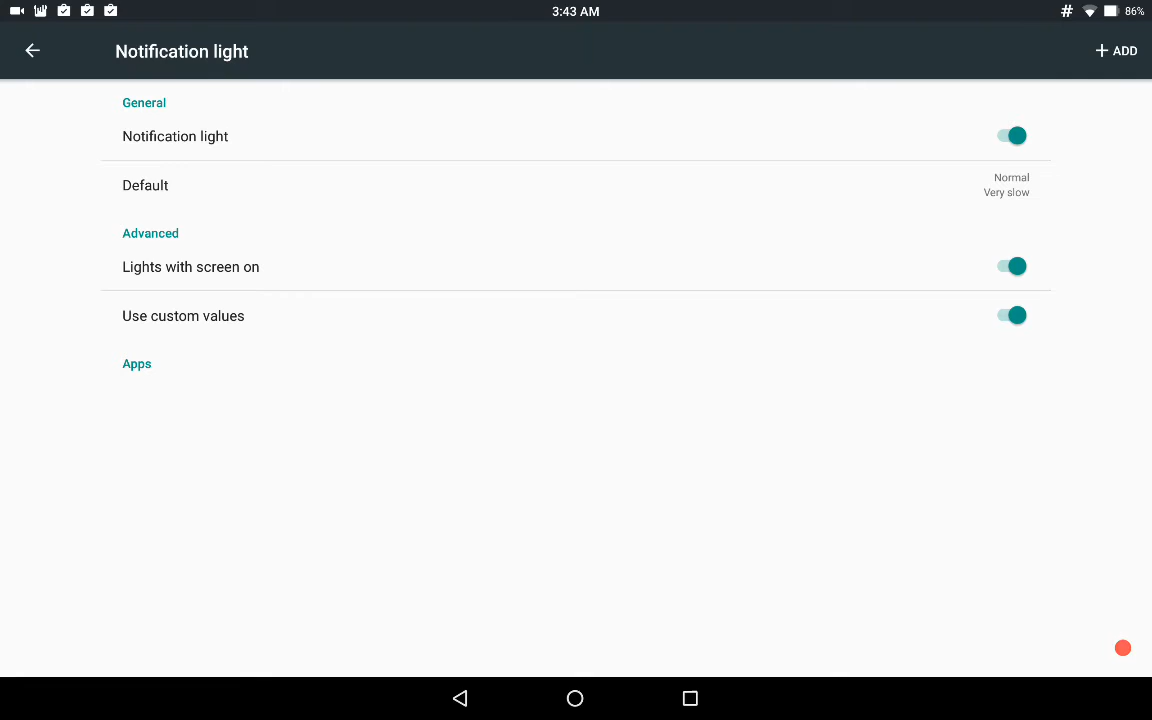 3:43 AM
86%
Notification light
+ ADD
General
Notification light
Default
Normal
Very slow
Advanced
Lights with screen on
Use custom values
Apps